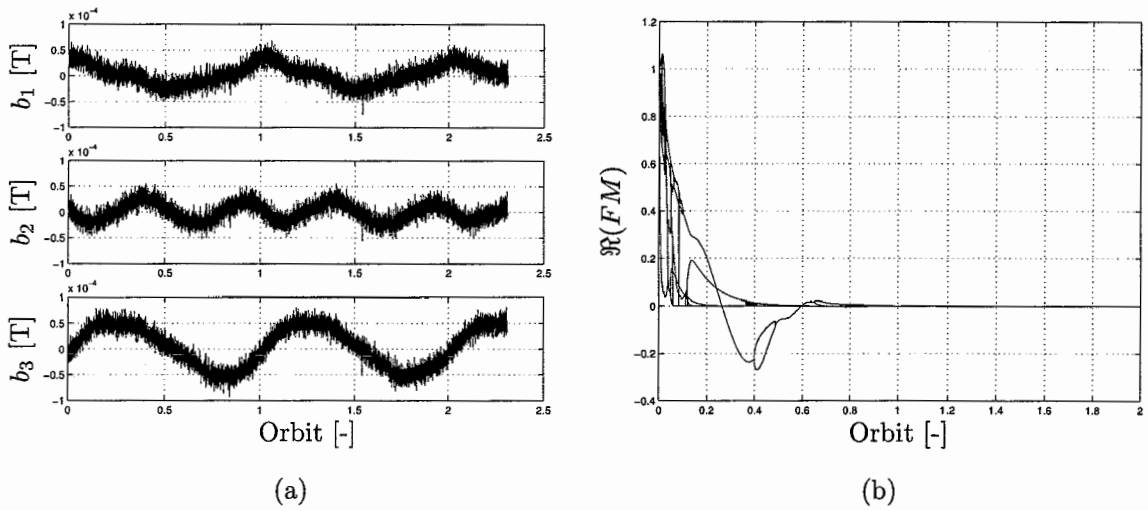 x 10⁻⁴
1
0.5
0
−0.5
−1
b₁ [T]
0 0.5 1 1.5 2 2.5
x 10⁻⁴
1
0.5
0
−0.5
−1
b₂ [T]
0 0.5 1 1.5 2 2.5
x 10⁻⁴
1
0.5
0
−0.5
−1
b₃ [T]
0 0.5 1 1.5 2 2.5
Orbit [-]
(a)
1.2
1
0.8
0.6
0.4
0.2
0
−0.2
−0.4
ℜ(FM)
0 0.2 0.4 0.6 0.8 1 1.2 1.4 1.6 1.8 2
Orbit [-]
(b)